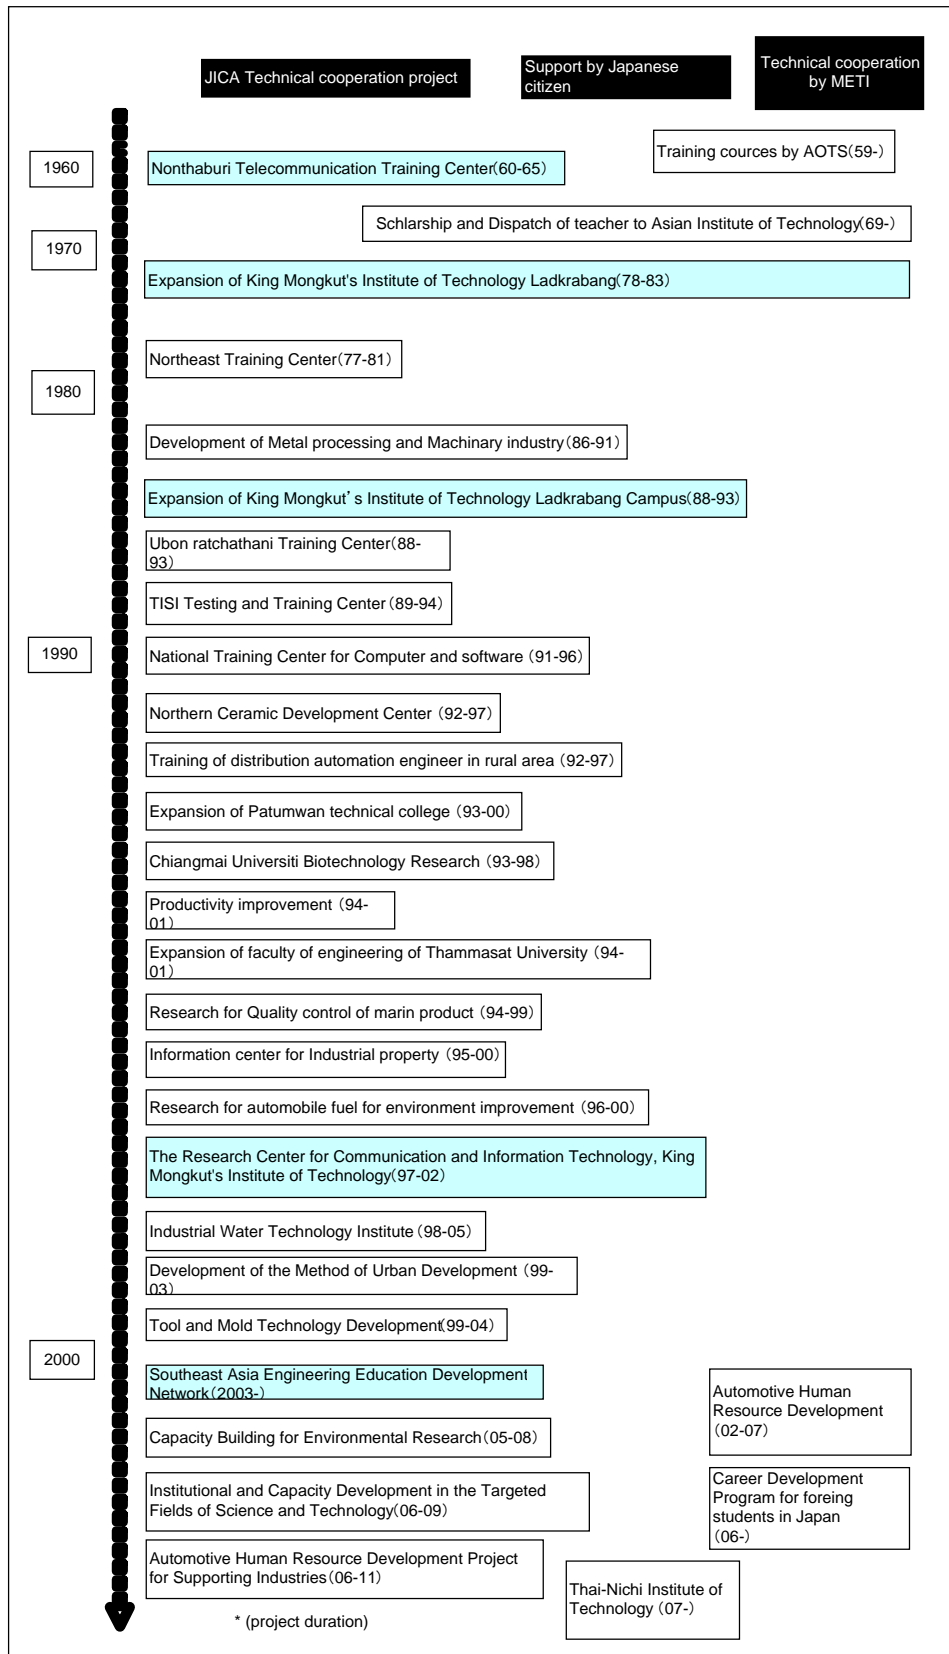 JICA Technical cooperation project
Support by Japanese
citizen
Technical cooperation
by METI
1960
Nonthaburi Telecommunication Training Center(60-65)
Training cources by AOTS(59-)
Schlarship and Dispatch of teacher to Asian Institute of Technology(69-)
1970
Expansion of King Mongkut's Institute of Technology Ladkrabang(78-83)
Northeast Training Center(77-81)
1980
Development of Metal processing and Machinary industry(86-91)
Expansion of King Mongkut's Institute of Technology Ladkrabang Campus(88-93)
Ubon ratchathani Training Center(88-
93)
TISI Testing and Training Center(89-94)
1990
National Training Center for Computer and software (91-96)
Northern Ceramic Development Center (92-97)
Training of distribution automation engineer in rural area (92-97)
Expansion of Patumwan technical college (93-00)
Chiangmai Universiti Biotechnology Research (93-98)
Productivity improvement (94-
01)
Expansion of faculty of engineering of Thammasat University (94-
01)
Research for Quality control of marin product (94-99)
Information center for Industrial property (95-00)
Research for automobile fuel for environment improvement (96-00)
The Research Center for Communication and Information Technology, King
Mongkut's Institute of Technology(97-02)
Industrial Water Technology Institute(98-05)
Development of the Method of Urban Development (99-
03)
Tool and Mold Technology Development(99-04)
2000
Southeast Asia Engineering Education Development
Network(2003-)
Automotive Human
Resource Development
(02-07)
Capacity Building for Environmental Research(05-08)
Institutional and Capacity Development in the Targeted
Fields of Science and Technology(06-09)
Career Development
Program for foreing
students in Japan
(06-)
Automotive Human Resource Development Project
for Supporting Industries(06-11)
Thai-Nichi Institute of
Technology (07-)
* (project duration)